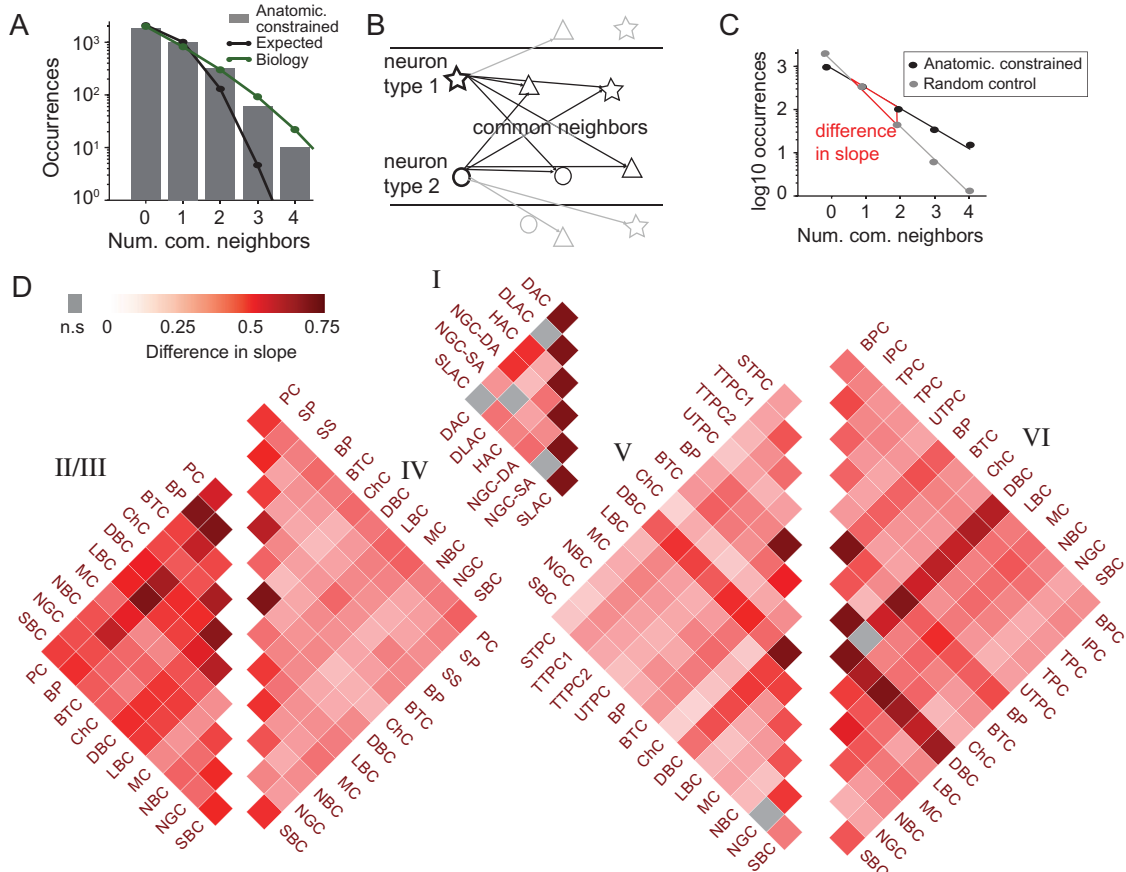 A
Occurrences
10³
10²
10¹
10⁰
0 1 2 3 4
Num. com. neighbors
Anatomic.
constrained
Expected
Biology
B
neuron
type 1
common neighbors
neuron
type 2
C
log10 occurrences
3
2
1
0
0 1 2 3 4
Num. com. neighbors
Anatomic. constrained
Random control
difference
in slope
D
n.s 0 0.25 0.50 0.75
Difference in slope
I
DAC
DLAC
HAC
NGC-DA
NGC-SA
SLAC
DAC
DLAC
HAC
NGC-DA
NGC-SA
SLAC
II/III
PC
BP
BTC
ChC
DBC
LBC
MC
NBC
NGC
SBC
PC
BP
BTC
ChC
DBC
LBC
MC
NBC
NGC
SBC
IV
PC
SP
SS
BP
BTC
ChC
DBC
LBC
MC
NBC
NGC
SBC
PC
SP
SS
BP
BTC
ChC
DBC
LBC
MC
NBC
NGC
SBC
V
STPC
TTPC1
TTPC2
UTPC
BP
BTC
ChC
DBC
LBC
MC
NBC
NGC
SBC
STPC
TTPC1
TTPC2
UTPC
BP
BTC
ChC
DBC
LBC
MC
NBC
NGC
SBC
VI
BPC
IPC
TPC
TPC
UTPC
BP
BTC
ChC
DBC
LBC
MC
NBC
NGC
SBC
BPC
IPC
TPC
TPC
UTPC
BP
BTC
ChC
DBC
LBC
MC
NBC
NGC
SBC